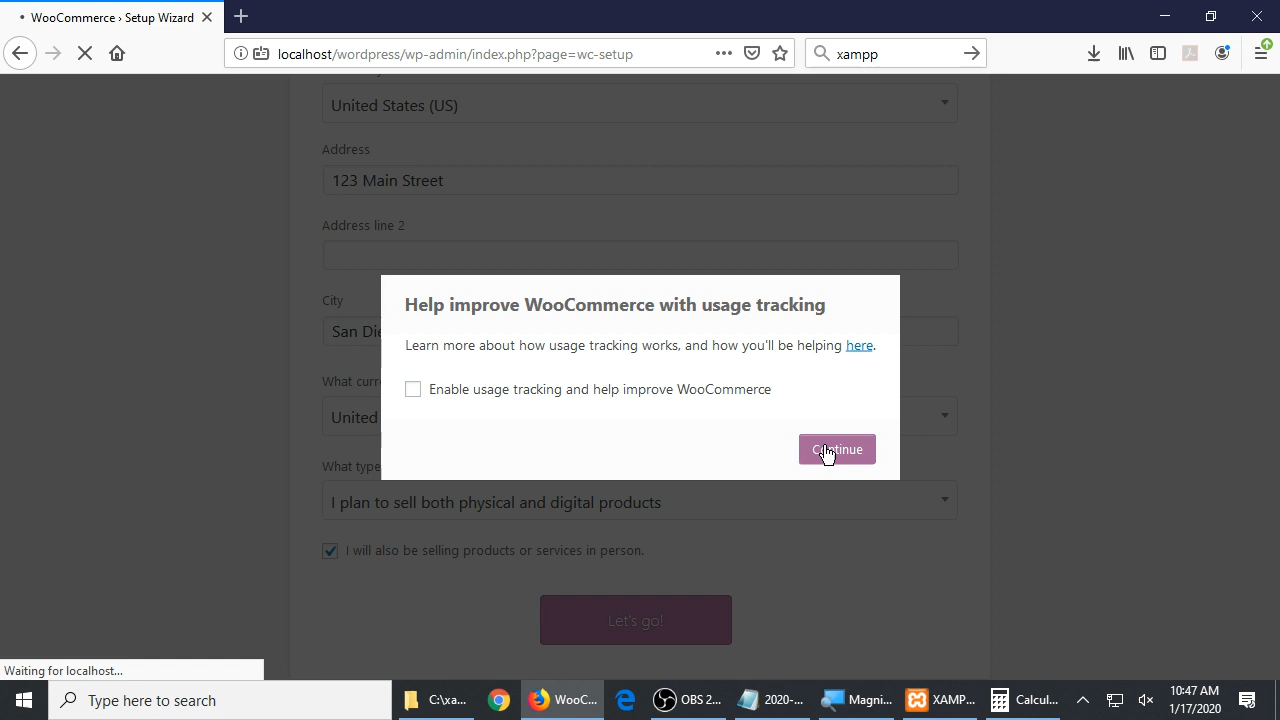 WooCommerce › Setup Wizard
localhost/wordpress/wp-admin/index.php?page=wc-setup
xampp
United States (US)
Address
123 Main Street
Address line 2
City
San Die
Help improve WooCommerce with usage tracking
Learn more about how usage tracking works, and how you'll be helping here.
Enable usage tracking and help improve WooCommerce
What curr
United
Continue
What type
I plan to sell both physical and digital products
I will also be selling products or services in person.
Let's go!
Waiting for localhost...
Type here to search
C:\xa...
WooC...
OBS 2...
2020-...
Magni...
XAMP...
Calcul...
10:47 AM
1/17/2020